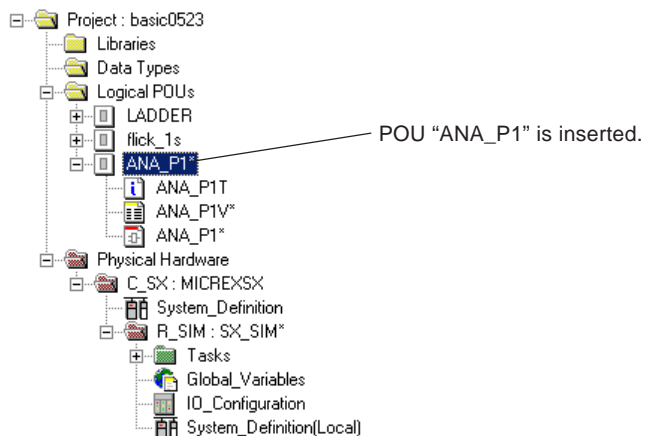 Project : basic0523
Libraries
Data Types
Logical POUs
LADDER
flick_1s
POU “ANA_P1” is inserted.
ANA_P1*
ANA_P1T
ANA_P1V*
ANA_P1*
Physical Hardware
C_SX : MICREXSX
System_Definition
R_SIM : SX_SIM*
Tasks
Global_Variables
IO_Configuration
System_Definition(Local)